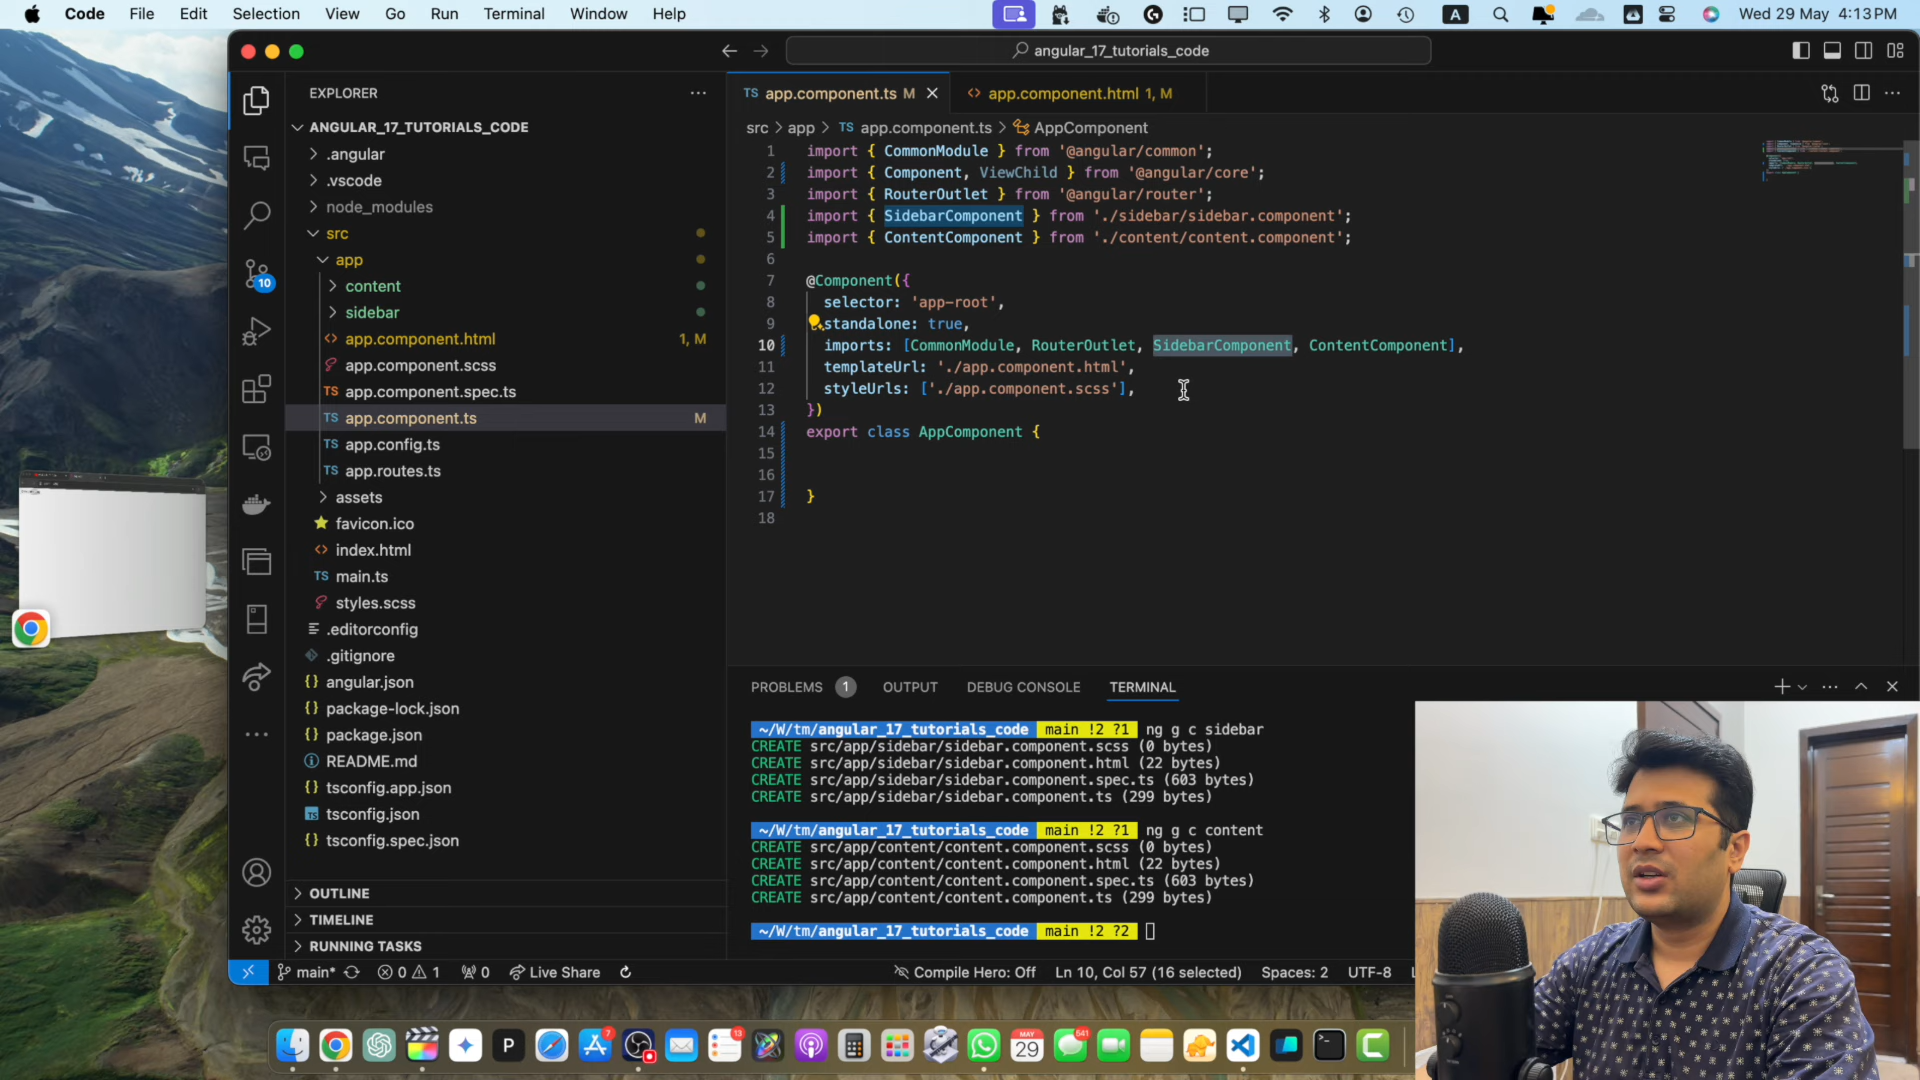 Code File Edit Selection View Go Run Terminal Window Help
A
Wed 29 May 4:13 PM
angular_17_tutorials_code
EXPLORER
ANGULAR_17_TUTORIALS_CODE
.angular
.vscode
node_modules
src
app
content
sidebar
app.component.html 1, M
app.component.scss
TS app.component.spec.ts
TS app.component.ts M
TS app.config.ts
TS app.routes.ts
assets
favicon.ico
index.html
TS main.ts
styles.scss
.editorconfig
.gitignore
{} angular.json
{} package-lock.json
{} package.json
README.md
{} tsconfig.app.json
tsconfig.json
{} tsconfig.spec.json
OUTLINE
TIMELINE
RUNNING TASKS
10
TS app.component.ts M
<> app.component.html 1, M
src > app > TS app.component.ts > AppComponent
1 import { CommonModule } from '@angular/common';
2 import { Component, ViewChild } from '@angular/core';
3 import { RouterOutlet } from '@angular/router';
4 import { SidebarComponent } from './sidebar/sidebar.component';
5 import { ContentComponent } from './content/content.component';
6
7 @Component({
8 selector: 'app-root',
9 standalone: true,
10 imports: [CommonModule, RouterOutlet, SidebarComponent, ContentComponent],
11 templateUrl: './app.component.html',
12 styleUrls: ['./app.component.scss'],
13 })
14 export class AppComponent {
15
16
17 }
18
PROBLEMS 1 OUTPUT DEBUG CONSOLE TERMINAL
~/W/tm/angular_17_tutorials_code main !2 ?1 ng g c sidebar
CREATE src/app/sidebar/sidebar.component.scss (0 bytes)
CREATE src/app/sidebar/sidebar.component.html (22 bytes)
CREATE src/app/sidebar/sidebar.component.spec.ts (603 bytes)
CREATE src/app/sidebar/sidebar.component.ts (299 bytes)
~/W/tm/angular_17_tutorials_code main !2 ?1 ng g c content
CREATE src/app/content/content.component.scss (0 bytes)
CREATE src/app/content/content.component.html (22 bytes)
CREATE src/app/content/content.component.spec.ts (603 bytes)
CREATE src/app/content/content.component.ts (299 bytes)
~/W/tm/angular_17_tutorials_code main !2 ?2
main* 0 1 0 Live Share Compile Hero: Off Ln 10, Col 57 (16 selected) Spaces: 2 UTF-8
7 P 13 MAY 29 541